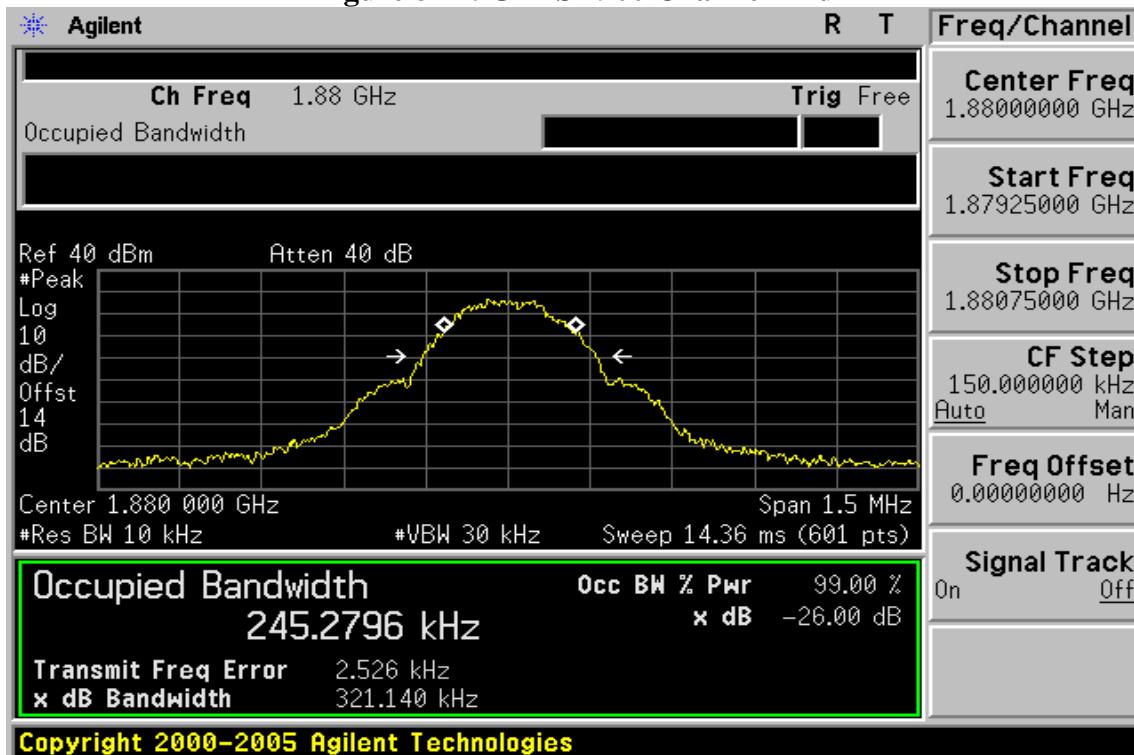 Agilent R T
Freq/Channel
Ch Freq 1.88 GHz Trig Free
Occupied Bandwidth
Center Freq
1.88000000 GHz
Start Freq
1.87925000 GHz
Stop Freq
1.88075000 GHz
CF Step
150.000000 kHz
Auto Man
Freq Offset
0.00000000 Hz
Signal Track
On Off
Ref 40 dBm Atten 40 dB
#Peak
Log
10
dB/
Offst
14
dB
Center 1.880 000 GHz Span 1.5 MHz
#Res BW 10 kHz #VBW 30 kHz Sweep 14.36 ms (601 pts)
Occupied Bandwidth Occ BW % Pwr 99.00 %
245.2796 kHz x dB -26.00 dB
Transmit Freq Error 2.526 kHz
x dB Bandwidth 321.140 kHz
Copyright 2000-2005 Agilent Technologies